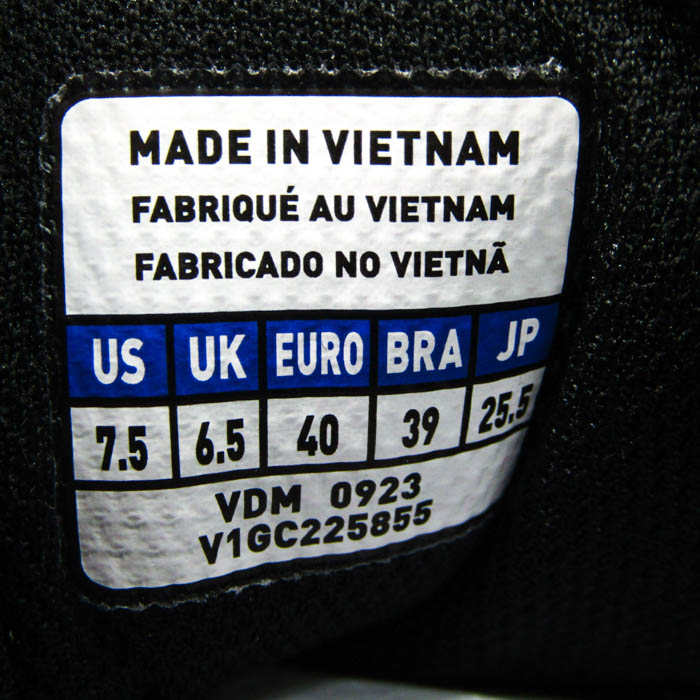 MADE IN VIETNAM
FABRIQUÉ AU VIETNAM
FABRICADO NO VIETNÃ
US UK EURO BRA JP
7.5 6.5 40 39 25.5
VDM 0923
V1GC225855